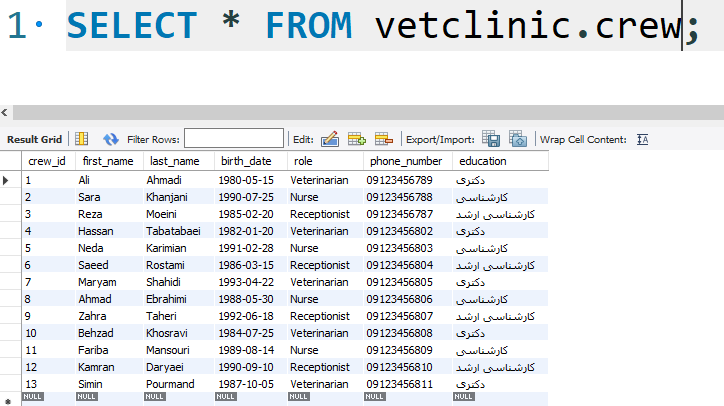 1 SELECT * FROM vetclinic.crew;
Result Grid Filter Rows: Edit: Export/Import: Wrap Cell Content:
crew_id first_name last_name birth_date role phone_number education
1 Ali Ahmadi 1980-05-15 Veterinarian 09123456789 دکتری
2 Sara Khanjani 1990-07-25 Nurse 09123456788 کارشناسی
3 Reza Moeini 1985-02-20 Receptionist 09123456787 کارشناسی ارشد
4 Hassan Tabatabaei 1982-01-20 Veterinarian 09123456802 دکتری
5 Neda Karimian 1991-02-28 Nurse 09123456803 کارشناسی
6 Saeed Rostami 1986-03-15 Receptionist 09123456804 کارشناسی ارشد
7 Maryam Shahidi 1993-04-22 Veterinarian 09123456805 دکتری
8 Ahmad Ebrahimi 1988-05-30 Nurse 09123456806 کارشناسی
9 Zahra Taheri 1992-06-18 Receptionist 09123456807 کارشناسی ارشد
10 Behzad Khosravi 1984-07-25 Veterinarian 09123456808 دکتری
11 Fariba Mansouri 1989-08-14 Nurse 09123456809 کارشناسی
12 Kamran Daryaei 1990-09-10 Receptionist 09123456810 کارشناسی ارشد
13 Simin Pourmand 1987-10-05 Veterinarian 09123456811 دکتری
NULL NULL NULL NULL NULL NULL NULL